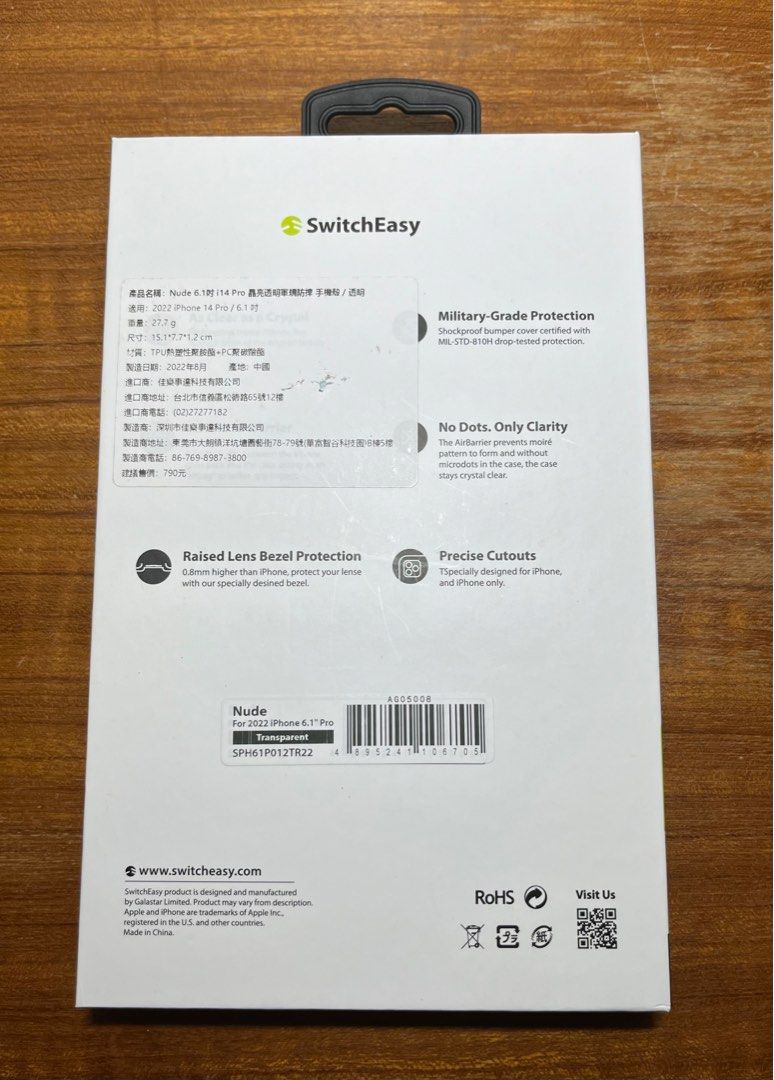 SwitchEasy
產品名稱: Nude 6.1吋 i14 Pro 晶亮透明軍規防摔 手機殼 / 透明
適用: 2022 iPhone 14 Pro / 6.1 吋
重量: 27.7 g
尺寸: 15.1*7.7*1.2 cm
材質: TPU熱塑性聚胺酯+PC聚碳酸酯
製造日期: 2022年8月 產地: 中國
進口商: 佳樂事達科技有限公司
進口商地址: 台北市信義區松德路65號12樓
進口商電話: (02)27277182
製造商: 深圳市佳樂事達科技有限公司
製造商地址: 東莞市大朗鎮洋坑塘園藝街78-79號(華富智谷科技園)8棟5樓
製造商電話: 86-769-8987-3800
建議售價: 790元
As Clear as a Crystal
Military-Grade Protection
Shockproof bumper cover certified with
MIL-STD-810H drop-tested protection.
No Dots. Only Clarity
The AirBarrier prevents moiré
pattern to form and without
microdots in the case, the case
stays crystal clear.
Raised Lens Bezel Protection
0.8mm higher than iPhone, protect your lense
with our specially desined bezel.
Precise Cutouts
TSpecially designed for iPhone,
and iPhone only.
Nude
For 2022 iPhone 6.1" Pro
Transparent
SPH61P012TR22
AG05008
4 895241 106705
www.switcheasy.com
SwitchEasy product is designed and manufactured
by Galastar Limited. Product may vary from description.
Apple and iPhone are trademarks of Apple Inc.,
registered in the U.S. and other countries.
Made in China.
RoHS
Visit Us
プラ
紙